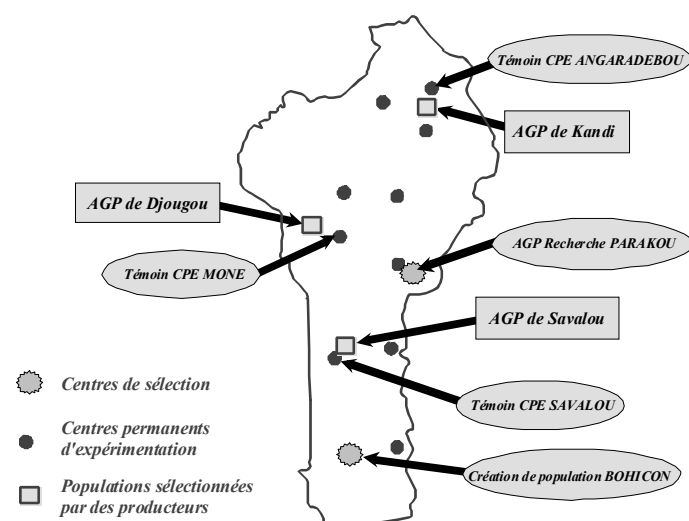 Témoin CPE ANGARADEBOU
AGP de Kandi
AGP de Djougou
AGP Recherche PARAKOU
Témoin CPE MONE
AGP de Savalou
Centres de sélection
Témoin CPE SAVALOU
Centres permanents
d'expérimentation
Création de population BOHICON
Populations sélectionnées
par des producteurs